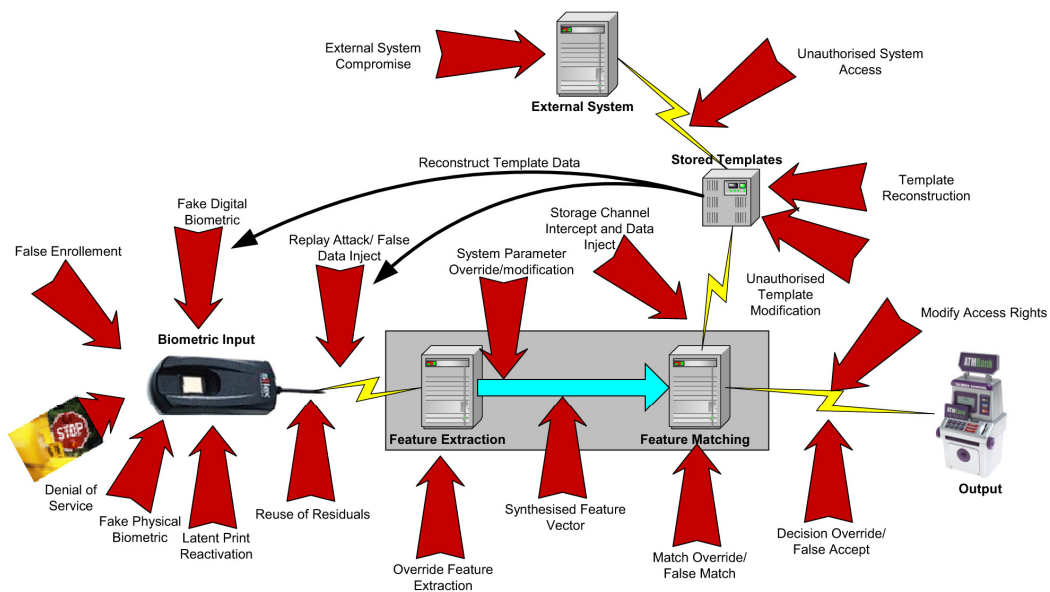 External System
Compromise
Unauthorised System
Access
External System
Stored Templates
Reconstruct Template Data
Template
Reconstruction
Fake Digital
Biometric
Storage Channel
Intercept and Data
Inject
Replay Attack/ False
Data Inject
System Parameter
Override/modification
False Enrollement
Unauthorised
Template
Modification
Modify Access Rights
Biometric Input
ATMBank
STOP
ATMBank
Feature Extraction
Feature Matching
Output
Denial of
Service
Fake Physical
Biometric
Latent Print
Reactivation
Reuse of Residuals
Synthesised Feature
Vector
Override Feature
Extraction
Match Override/
False Match
Decision Override/
False Accept